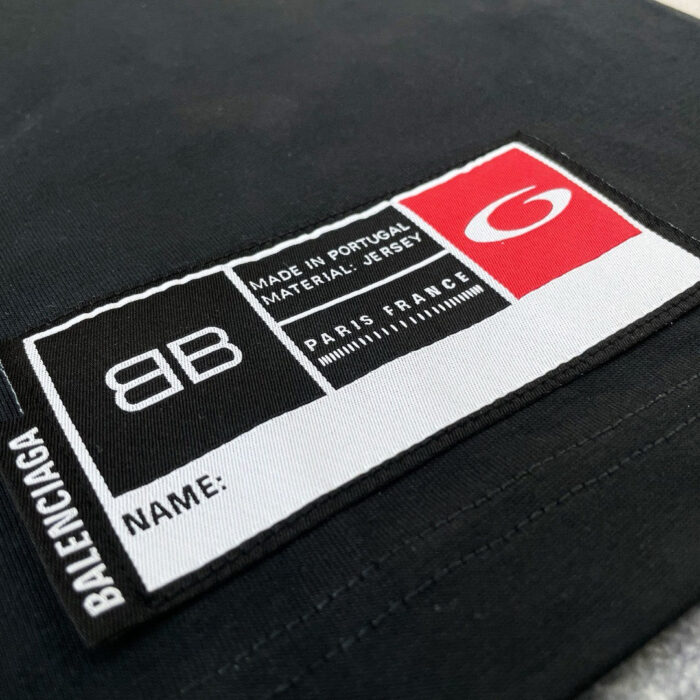 BALENCIAGA
BB
MADE IN PORTUGAL
MATERIAL: JERSEY
PARIS FRANCE
NAME: